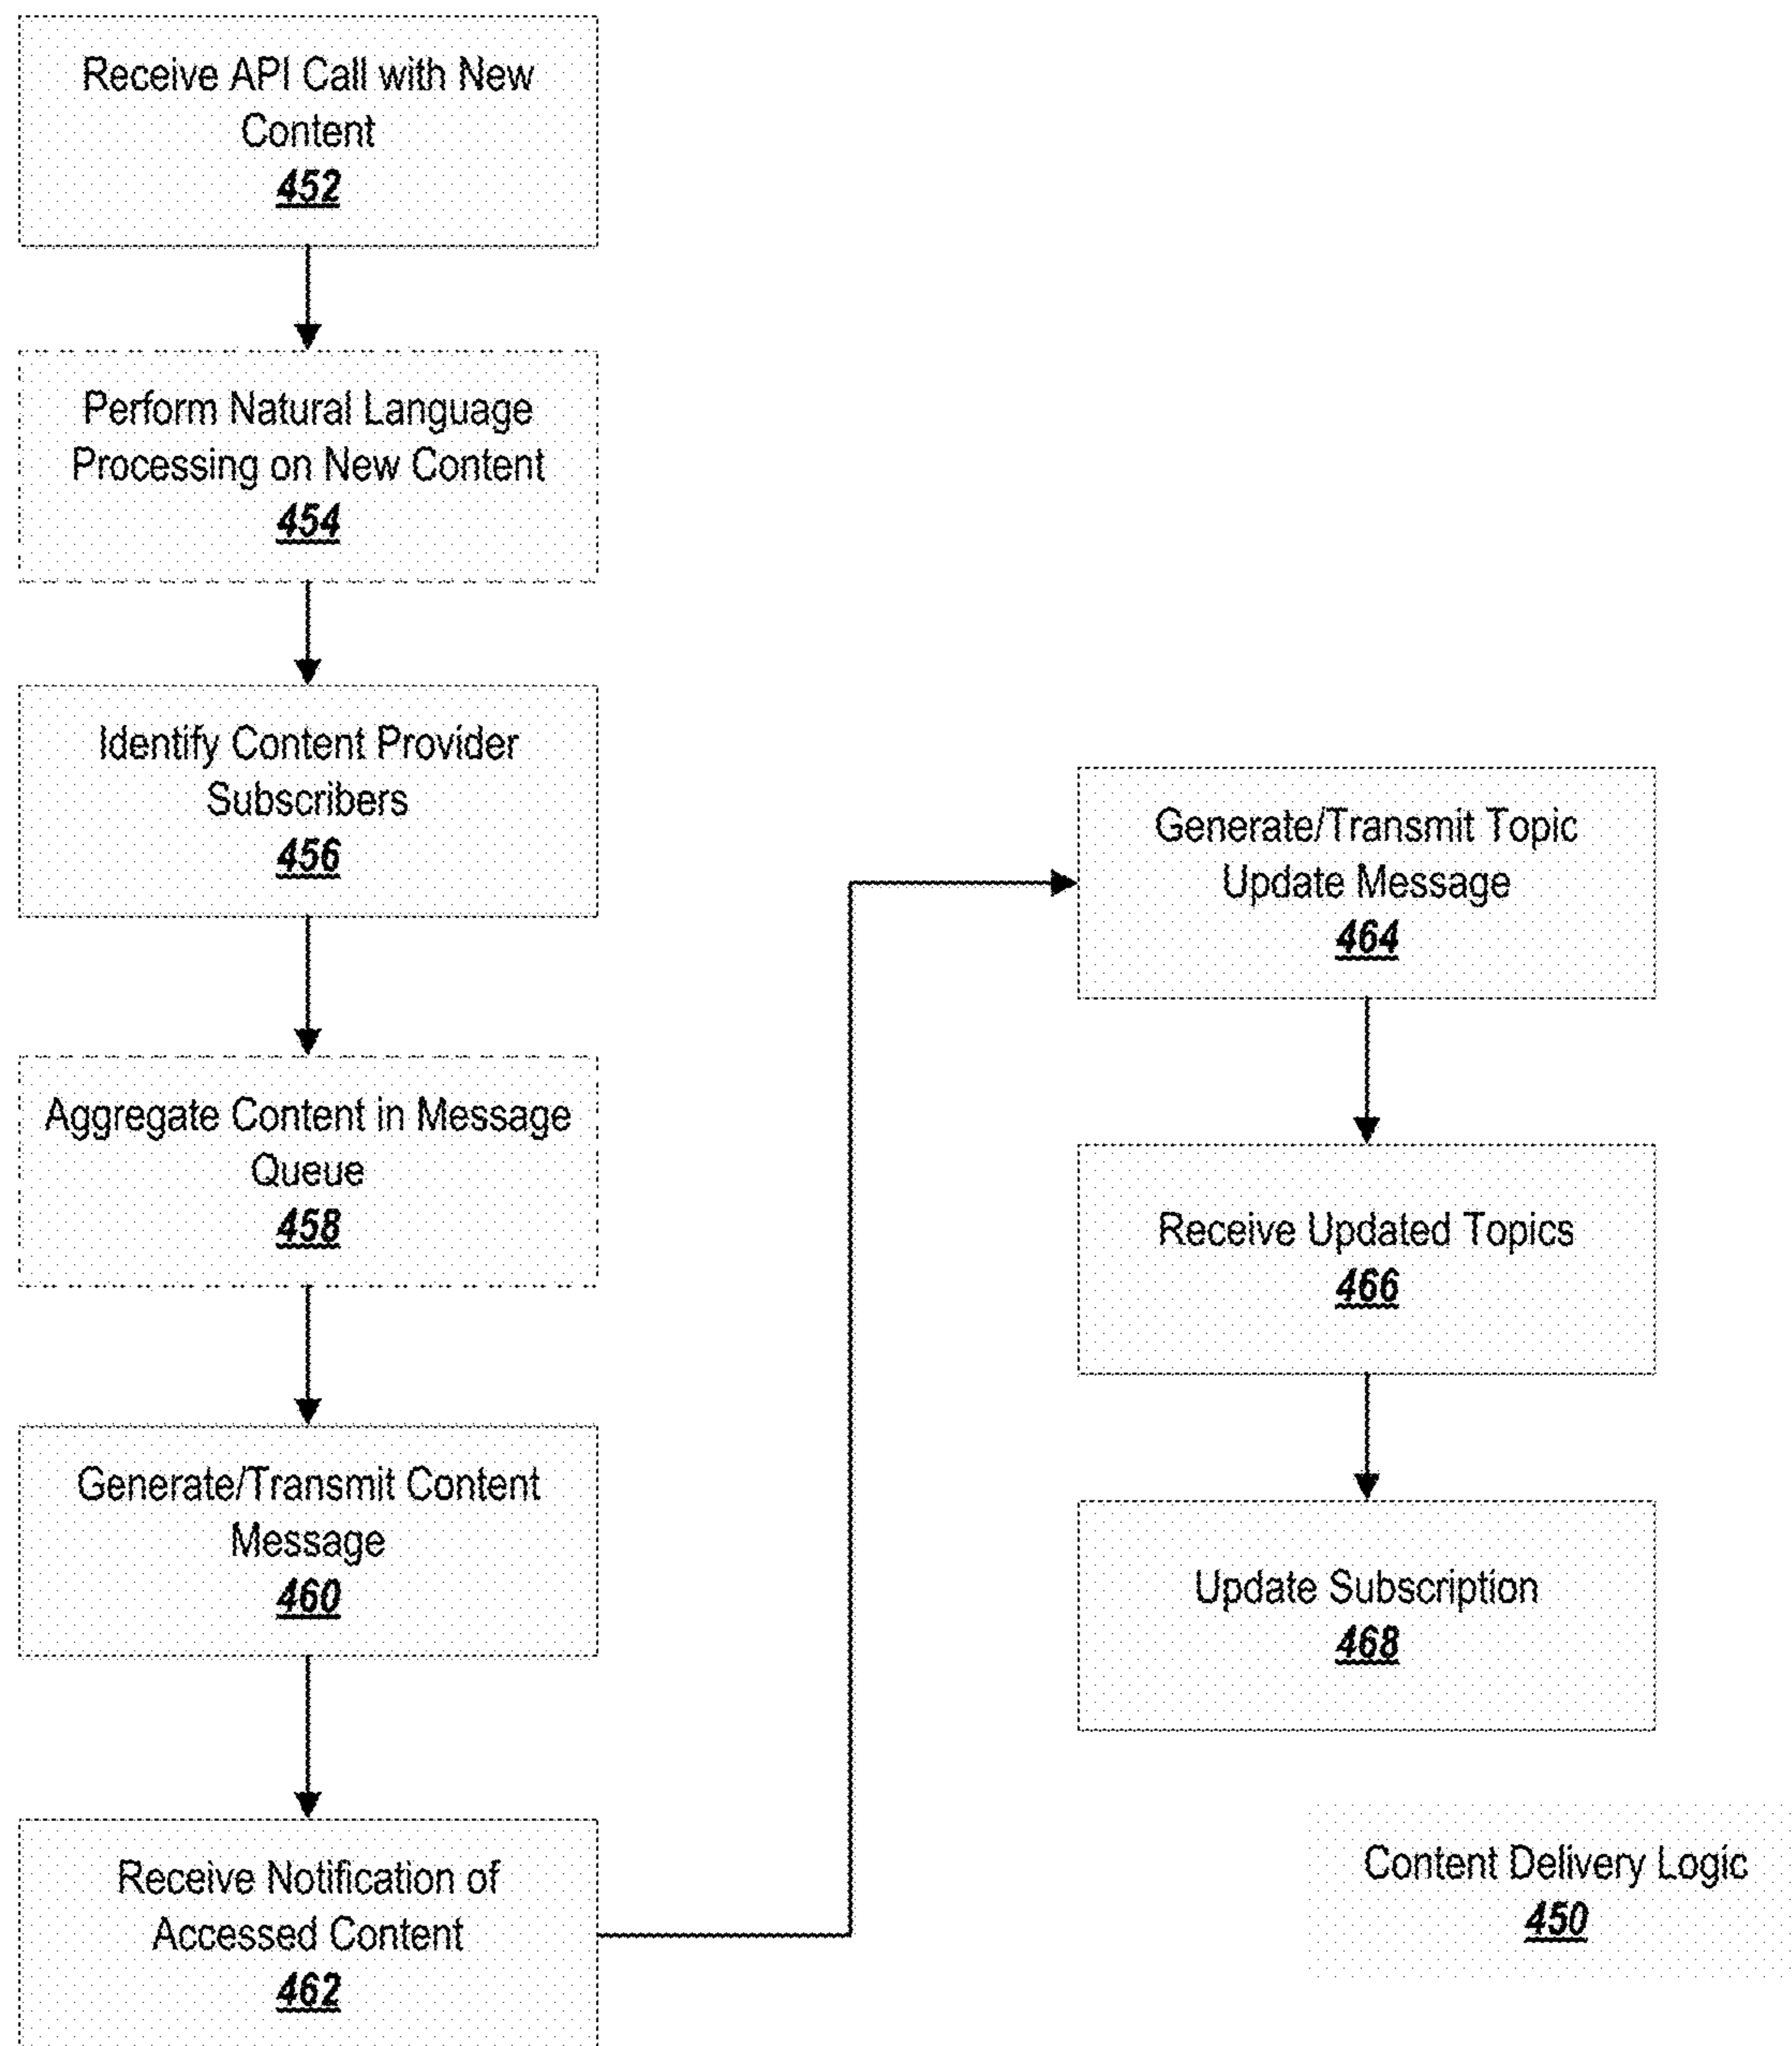 Receive API Call with New
Content
452
Perform Natural Language
Processing on New Content
454
Identify Content Provider
Subscribers
456
Aggregate Content in Message
Queue
458
Generate/Transmit Content
Message
460
Receive Notification of
Accessed Content
462
Generate/Transmit Topic
Update Message
464
Receive Updated Topics
466
Update Subscription
468
Content Delivery Logic
450